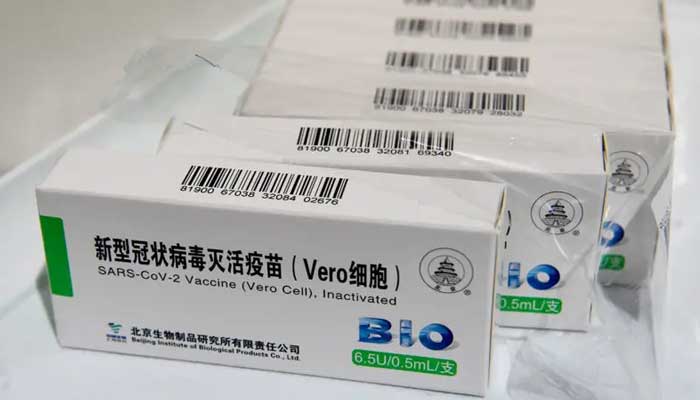 81900 67038 32079 28032
81900 67038 32081 69340
81900 67038 32084 02676
新型冠状病毒灭活疫苗（Vero细胞）
SARS-CoV-2 Vaccine (Vero Cell), Inactivated
北京生物制品研究所有限责任公司
Beijing Institute of Biological Products Co., Ltd.
BIO
6.5U/0.5mL/支
BIO
0.5mL/支